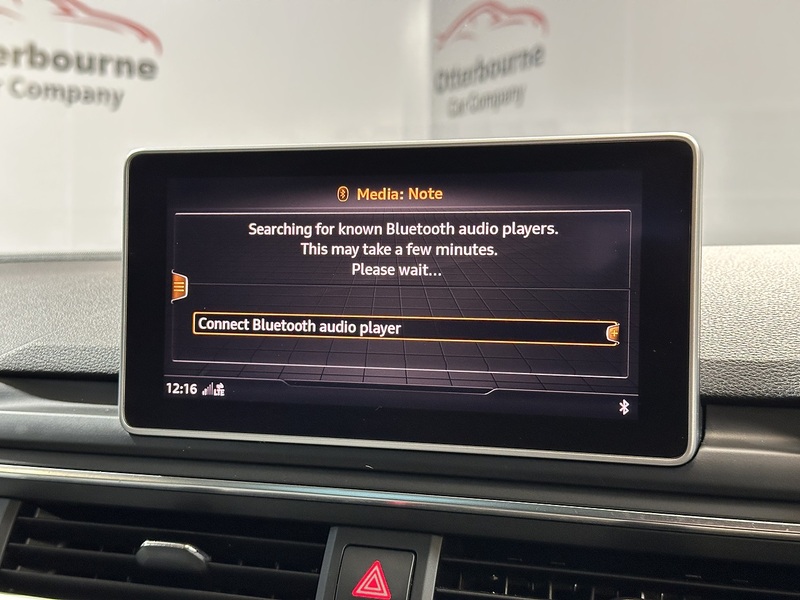 tterbourne
r Company
Otterbourne
Car Company
Media: Note
Searching for known Bluetooth audio players.
This may take a few minutes.
Please wait...
Connect Bluetooth audio player
12:16
LTE